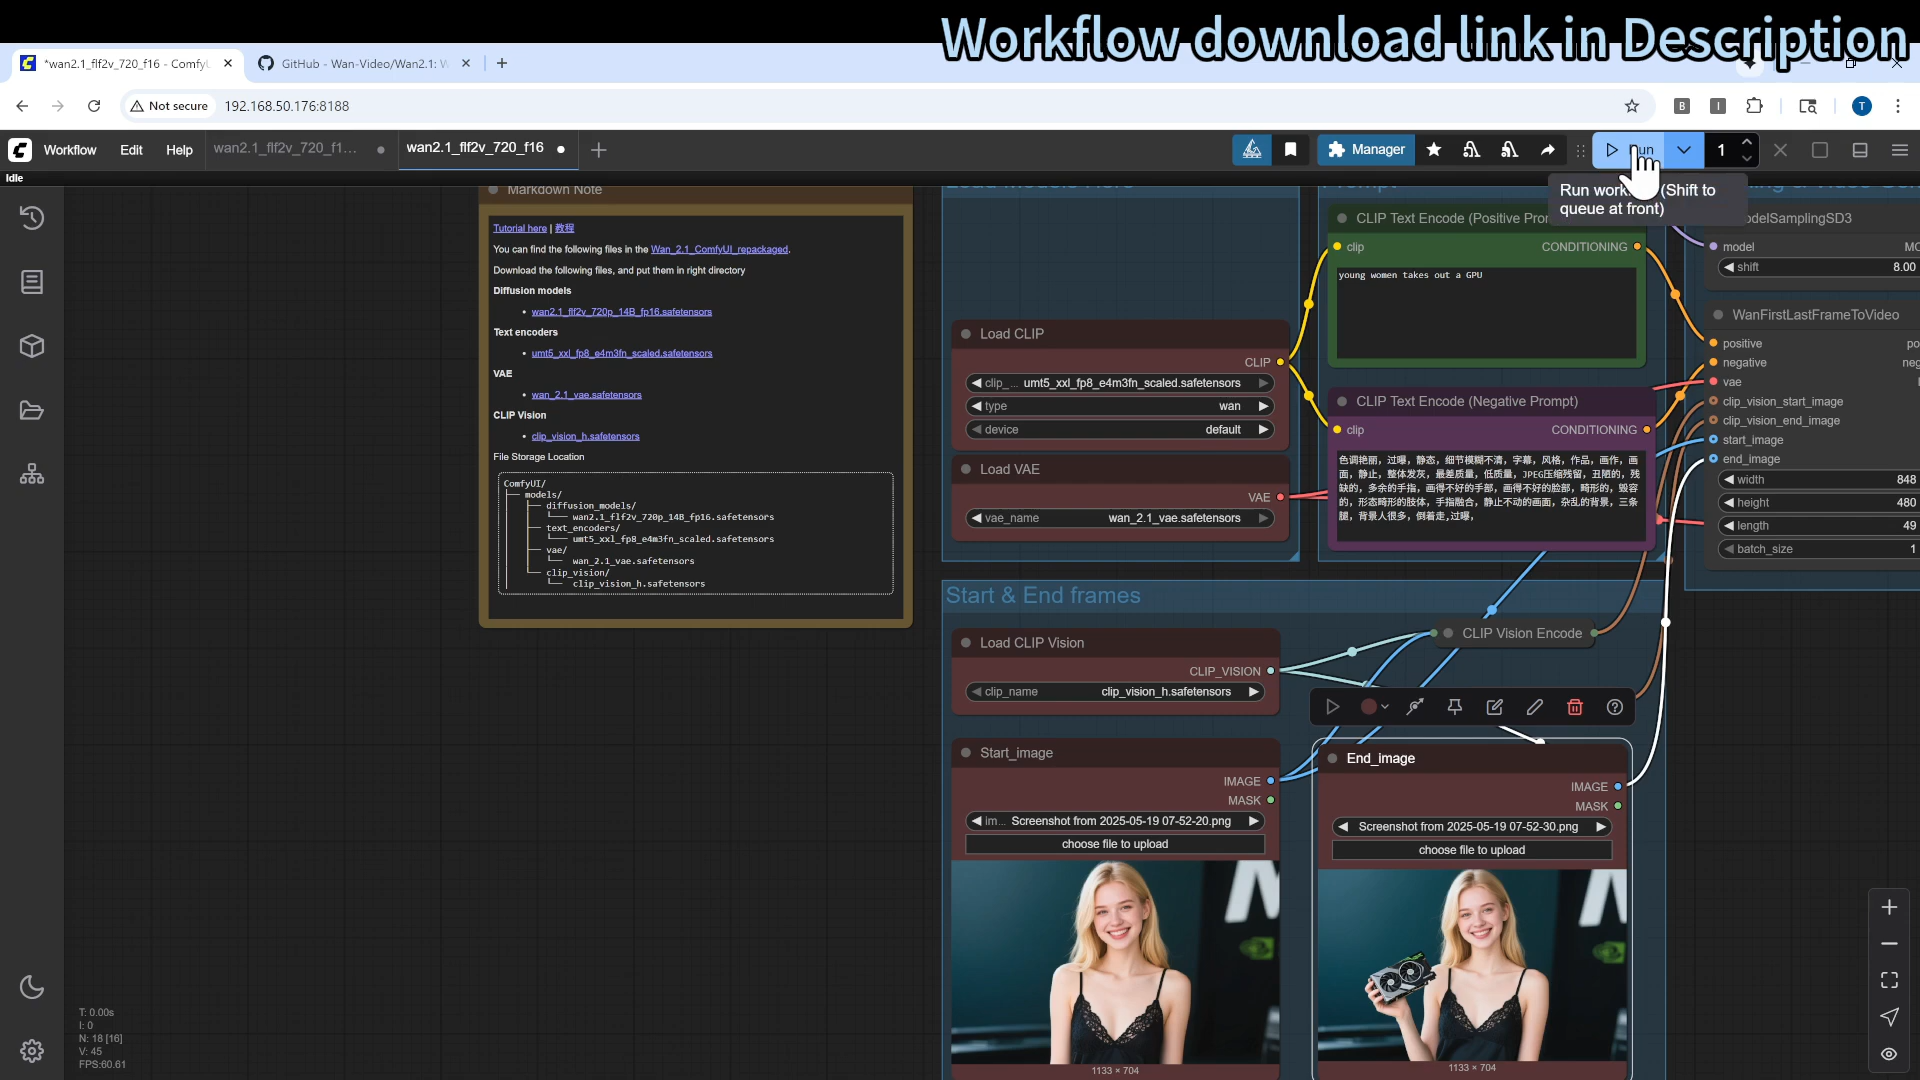 Workflow download link in Description
*wan2.1_flf2v_720_f16 - ComfyU
GitHub - Wan-Video/Wan2.1: W
Not secure
192.168.50.176:8188
T
Workflow
Edit
Help
wan2.1_flf2v_720_f1...
wan2.1_flf2v_720_f16
Manager
1
Idle
Run (Shift to
queue at front)
Markdown Note
Tutorial here | 教程
You can find the following files in the Wan_2.1_ComfyUI_repackaged.
Download the following files, and put them in right directory
Diffusion models
wan2.1_flf2v_720p_14B_fp16.safetensors
Text encoders
umt5_xxl_fp8_e4m3fn_scaled.safetensors
VAE
wan_2.1_vae.safetensors
CLIP Vision
clip_vision_h.safetensors
File Storage Location
ComfyUI/
├── models/
│ ├── diffusion_models/
│ │ └── wan2.1_flf2v_720p_14B_fp16.safetensors
│ ├── text_encoders/
│ │ └── umt5_xxl_fp8_e4m3fn_scaled.safetensors
│ ├── vae/
│ │ └── wan_2.1_vae.safetensors
│ └── clip_vision/
│ └── clip_vision_h.safetensors
Load CLIP
CLIP
clip_... umt5_xxl_fp8_e4m3fn_scaled.safetensors
type wan
device default
Load VAE
VAE
vae_name wan_2.1_vae.safetensors
CLIP Text Encode (Positive Pro
clip CONDITIONING
young women takes out a GPU
CLIP Text Encode (Negative Prompt)
clip CONDITIONING
色调艳丽，过曝，静态，细节模糊不清，字幕，风格，作品，画作，画
面，静止，整体发灰，最差质量，低质量，JPEG压缩残留，丑陋的，残
缺的，多余的手指，画得不好的手部，画得不好的脸部，畸形的，毁容
的，形态畸形的肢体，手指融合，静止不动的画面，杂乱的背景，三条
腿，背景人很多，倒着走,过曝，
odelSamplingSD3
model MO
shift 8.00
WanFirstLastFrameToVideo
positive po
negative neg
vae
clip_vision_start_image
clip_vision_end_image
start_image
end_image
width 848
height 480
length 49
batch_size 1
Start & End frames
Load CLIP Vision
CLIP_VISION
clip_name clip_vision_h.safetensors
CLIP Vision Encode
Start_image
IMAGE
MASK
im... Screenshot from 2025-05-19 07-52-20.png
choose file to upload
1133 × 704
End_image
IMAGE
MASK
Screenshot from 2025-05-19 07-52-30.png
choose file to upload
1133 × 704
T: 0.00s
I: 0
N: 18 [16]
V: 45
FPS:60.61